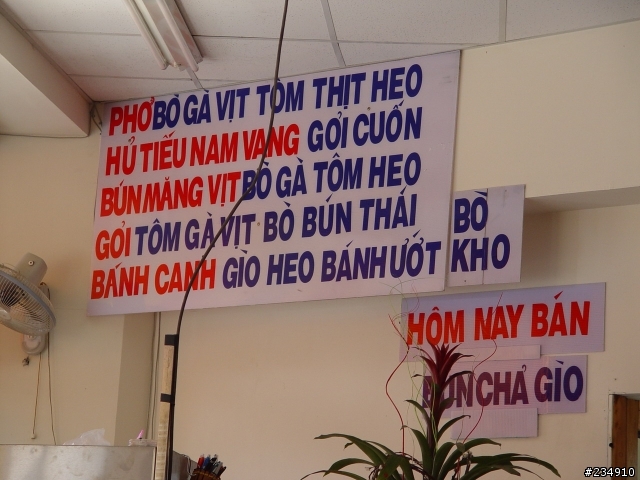 PHỞ BÒ GÀ VỊT TÔM THỊT HEO
HỦ TIẾU NAM VANG GỎI CUỐN
BÚN MĂNG VỊT BÒ GÀ TÔM HEO
GỎI TÔM GÀ VỊT BÒ BÚN THÁI
BÁNH CANH GIÒ HEO BÁNH ƯỚT
BÒ
KHO
HÔM NAY BÁN
BÚN CHẢ GIÒ
#234910